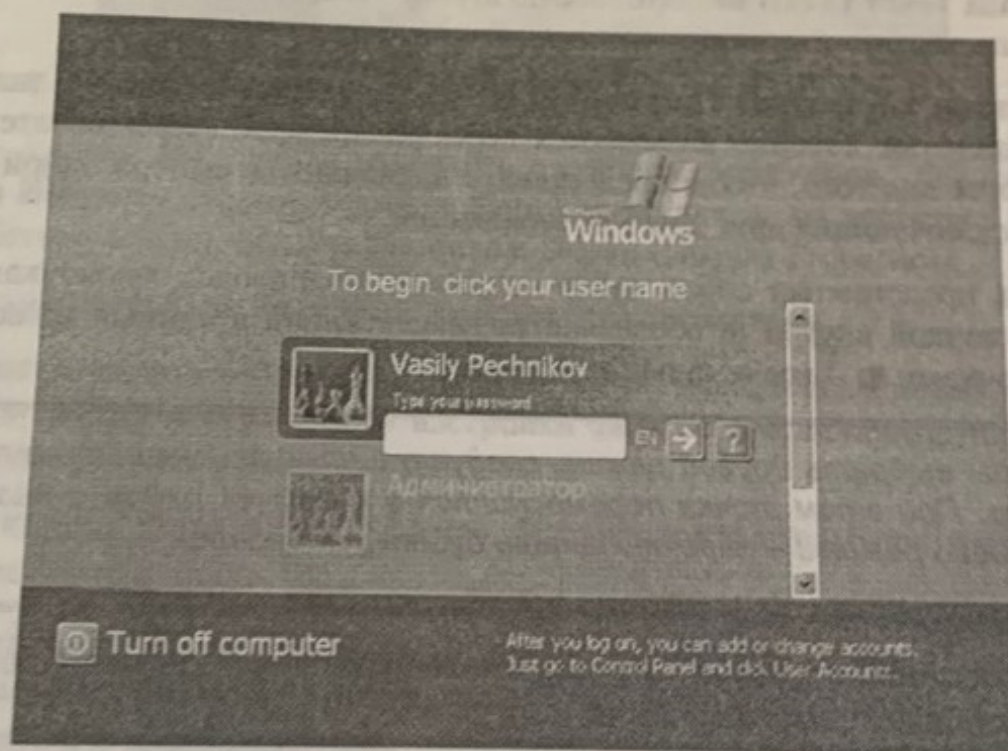 Windows
To begin, click your user name
Vasily Pechnikov
Type your password
EN
?
Администратор
Turn off computer
After you log on, you can add or change accounts.
Just go to Control Panel and click User Accounts.